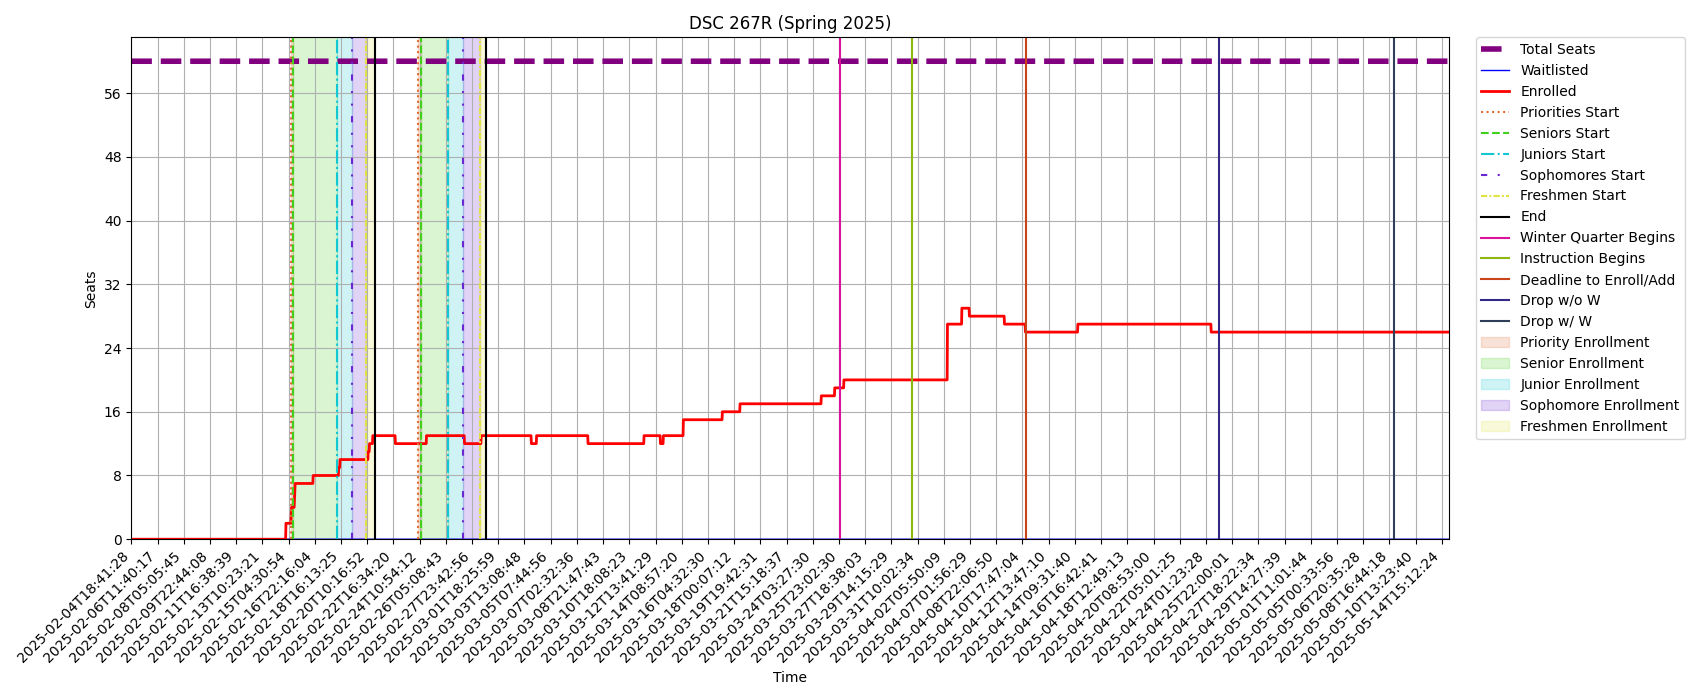 DSC 267R (Spring 2025)
Seats
56
48
40
32
24
16
8
0
2025-02-04T18:41:28
2025-02-06T11:40:17
2025-02-08T05:05:45
2025-02-09T22:44:08
2025-02-11T16:38:39
2025-02-13T10:23:21
2025-02-15T04:30:54
2025-02-16T22:16:04
2025-02-18T16:13:25
2025-02-20T10:16:52
2025-02-22T16:34:20
2025-02-24T10:54:12
2025-02-26T05:08:43
2025-02-27T23:42:56
2025-03-01T18:25:59
2025-03-03T13:08:48
2025-03-05T07:44:56
2025-03-07T02:32:36
2025-03-08T21:47:43
2025-03-10T18:08:23
2025-03-12T13:41:29
2025-03-14T08:57:20
2025-03-16T04:32:30
2025-03-18T00:07:12
2025-03-19T19:42:31
2025-03-21T15:18:37
2025-03-24T03:27:30
2025-03-25T23:02:30
2025-03-27T18:38:03
2025-03-29T14:15:29
2025-03-31T10:02:34
2025-04-02T05:50:09
2025-04-07T01:56:29
2025-04-08T22:06:50
2025-04-10T17:47:04
2025-04-12T13:47:10
2025-04-14T09:31:40
2025-04-16T16:42:41
2025-04-18T12:49:13
2025-04-20T08:53:00
2025-04-22T05:01:25
2025-04-24T01:23:28
2025-04-25T22:00:01
2025-04-27T18:22:34
2025-04-29T14:27:39
2025-05-01T11:01:44
2025-05-05T00:33:56
2025-05-06T20:35:28
2025-05-08T16:44:18
2025-05-10T13:23:40
2025-05-14T15:12:24
Time
Total Seats
Waitlisted
Enrolled
Priorities Start
Seniors Start
Juniors Start
Sophomores Start
Freshmen Start
End
Winter Quarter Begins
Instruction Begins
Deadline to Enroll/Add
Drop w/o W
Drop w/ W
Priority Enrollment
Senior Enrollment
Junior Enrollment
Sophomore Enrollment
Freshmen Enrollment